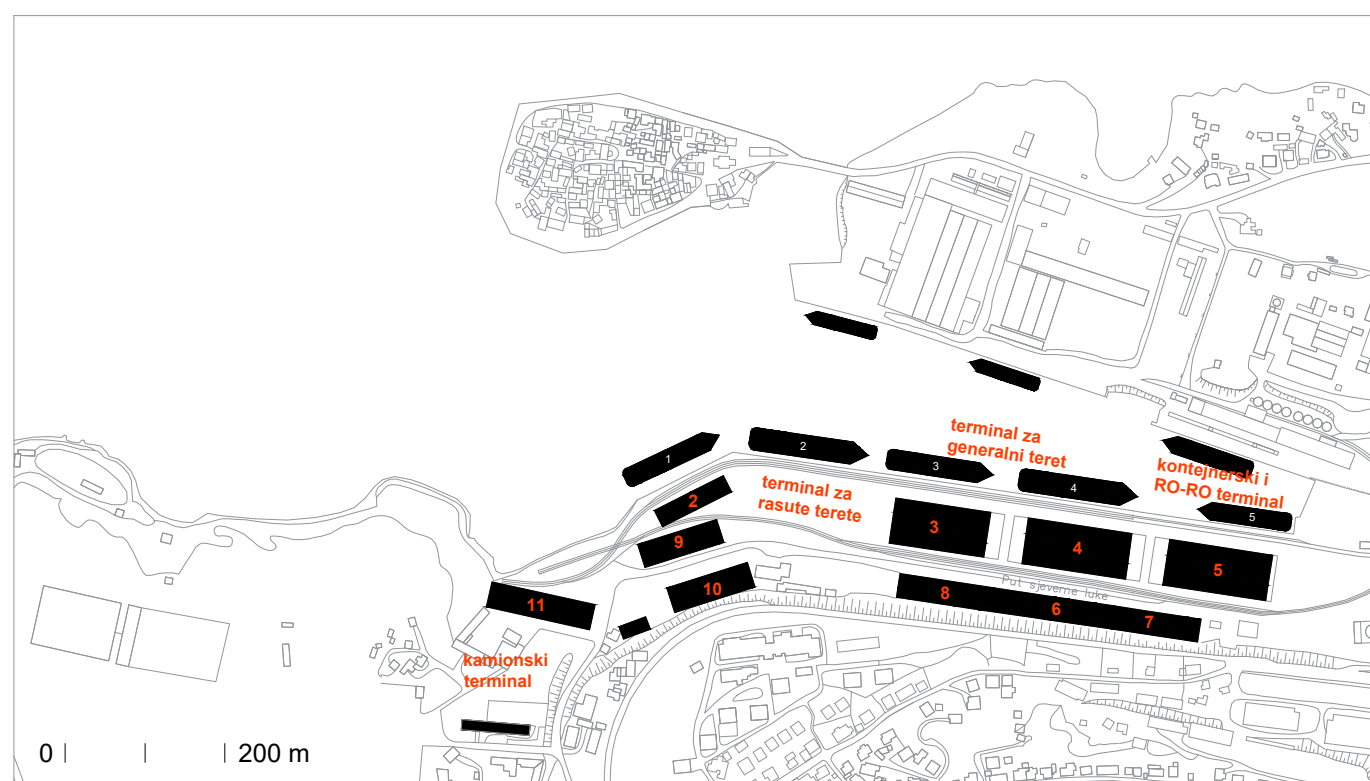 terminal za
generalni teret
kontejnerski i
RO-RO terminal
terminal za
rasute terete
kamionski
terminal
Put sjeverne luke
1
2
3
4
5
2
3
4
5
9
10
11
8
6
7
0
200 m